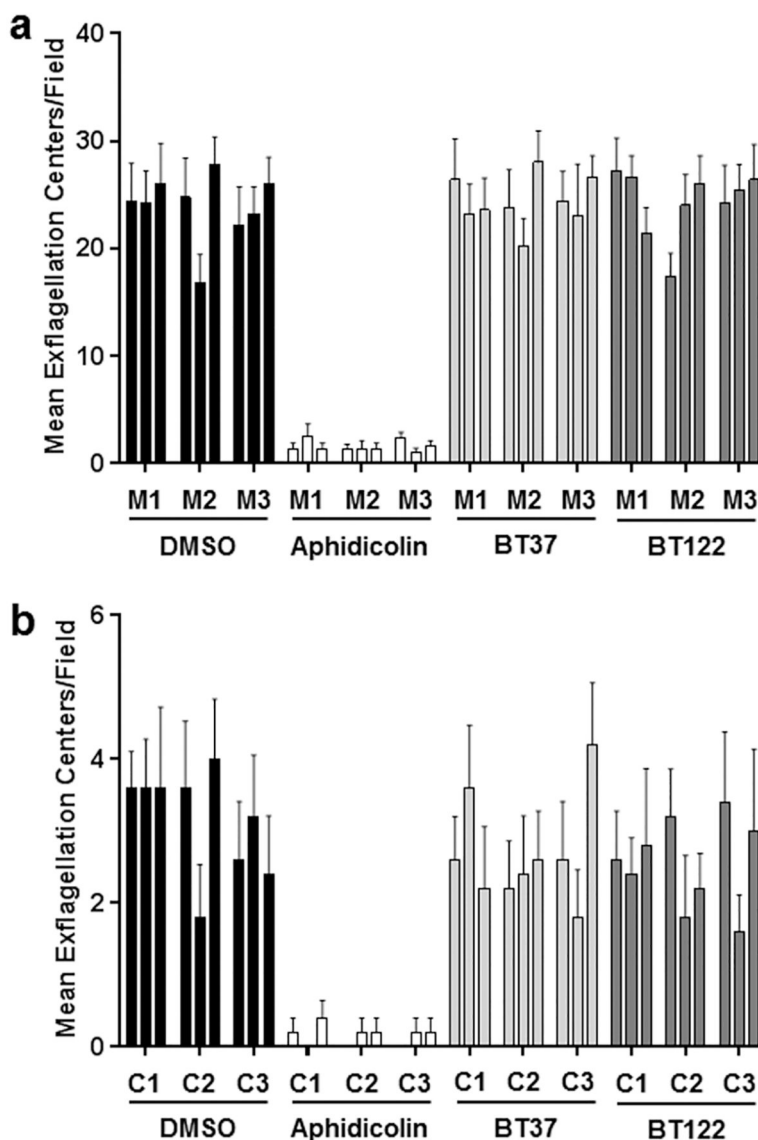 a
Mean Exflagellation Centers/Field
40
30
20
10
0
M1 M2 M3 M1 M2 M3 M1 M2 M3 M1 M2 M3
DMSO Aphidicolin BT37 BT122
b
Mean Exflagellation Centers/Field
6
4
2
0
C1 C2 C3 C1 C2 C3 C1 C2 C3 C1 C2 C3
DMSO Aphidicolin BT37 BT122